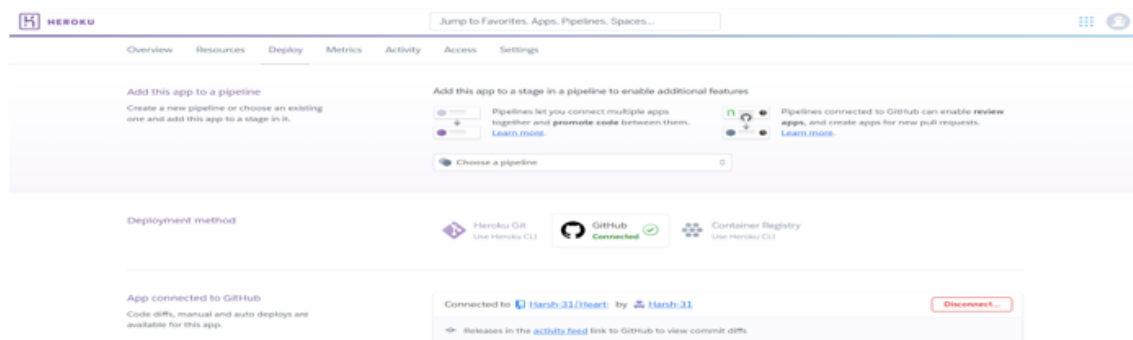 HEROKU
Jump to Favorites, Apps, Pipelines, Spaces...
Overview Resources Deploy Metrics Activity Access Settings
Add this app to a pipeline
Create a new pipeline or choose an existing
one and add this app to a stage in it.
Add this app to a stage in a pipeline to enable additional features
Pipelines let you connect multiple apps
together and promote code between them.
Learn more.
Pipelines connected to GitHub can enable review
apps, and create apps for new pull requests.
Learn more.
Choose a pipeline
Deployment method
Heroku Git
Use Heroku CLI
GitHub
Connected
Container Registry
Use Heroku CLI
App connected to GitHub
Code diffs, manual and auto deploys are
available for this app.
Connected to Harsh-31/Heart- by Harsh-31
Disconnect...
Releases in the activity feed link to GitHub to view commit diffs